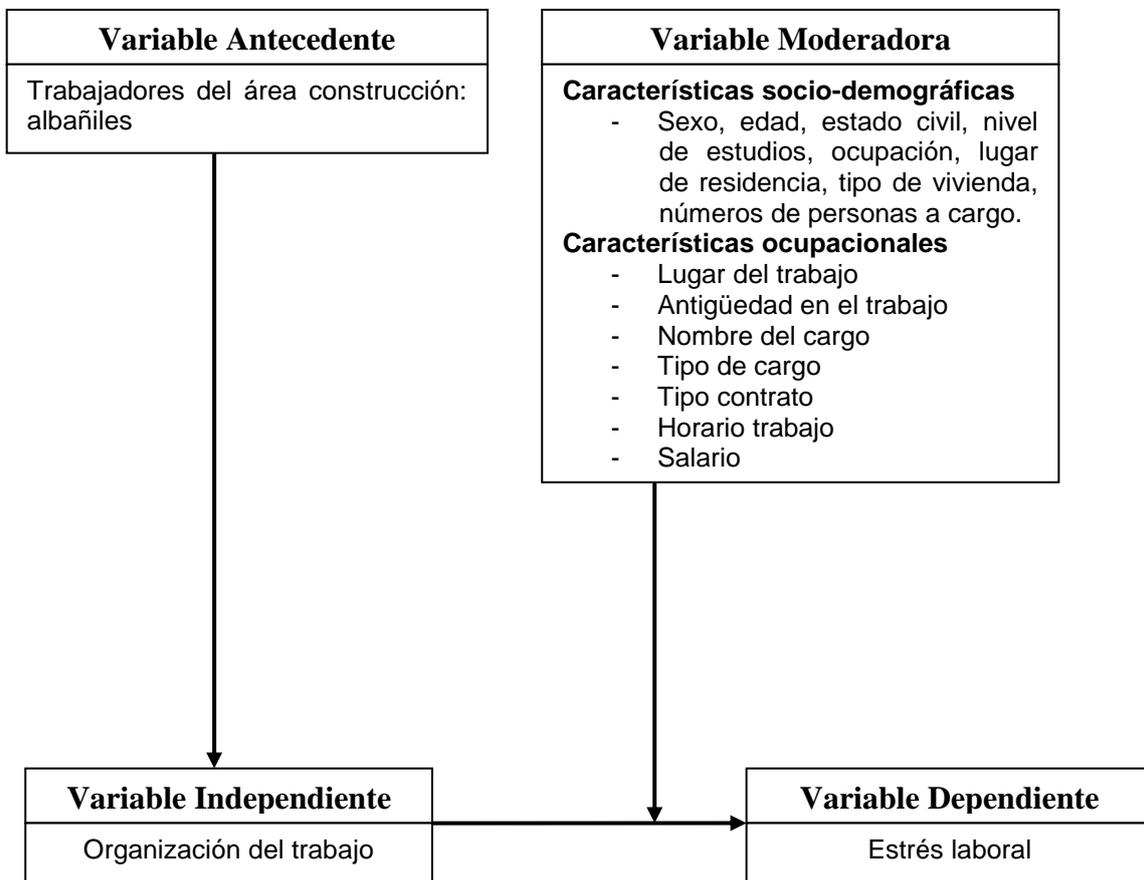 Variable Antecedente
Trabajadores del área construcción:
albañiles
Variable Moderadora
Características socio-demográficas
- Sexo, edad, estado civil, nivel
de estudios, ocupación, lugar
de residencia, tipo de vivienda,
números de personas a cargo.
Características ocupacionales
- Lugar del trabajo
- Antigüedad en el trabajo
- Nombre del cargo
- Tipo de cargo
- Tipo contrato
- Horario trabajo
- Salario
Variable Independiente
Organización del trabajo
Variable Dependiente
Estrés laboral